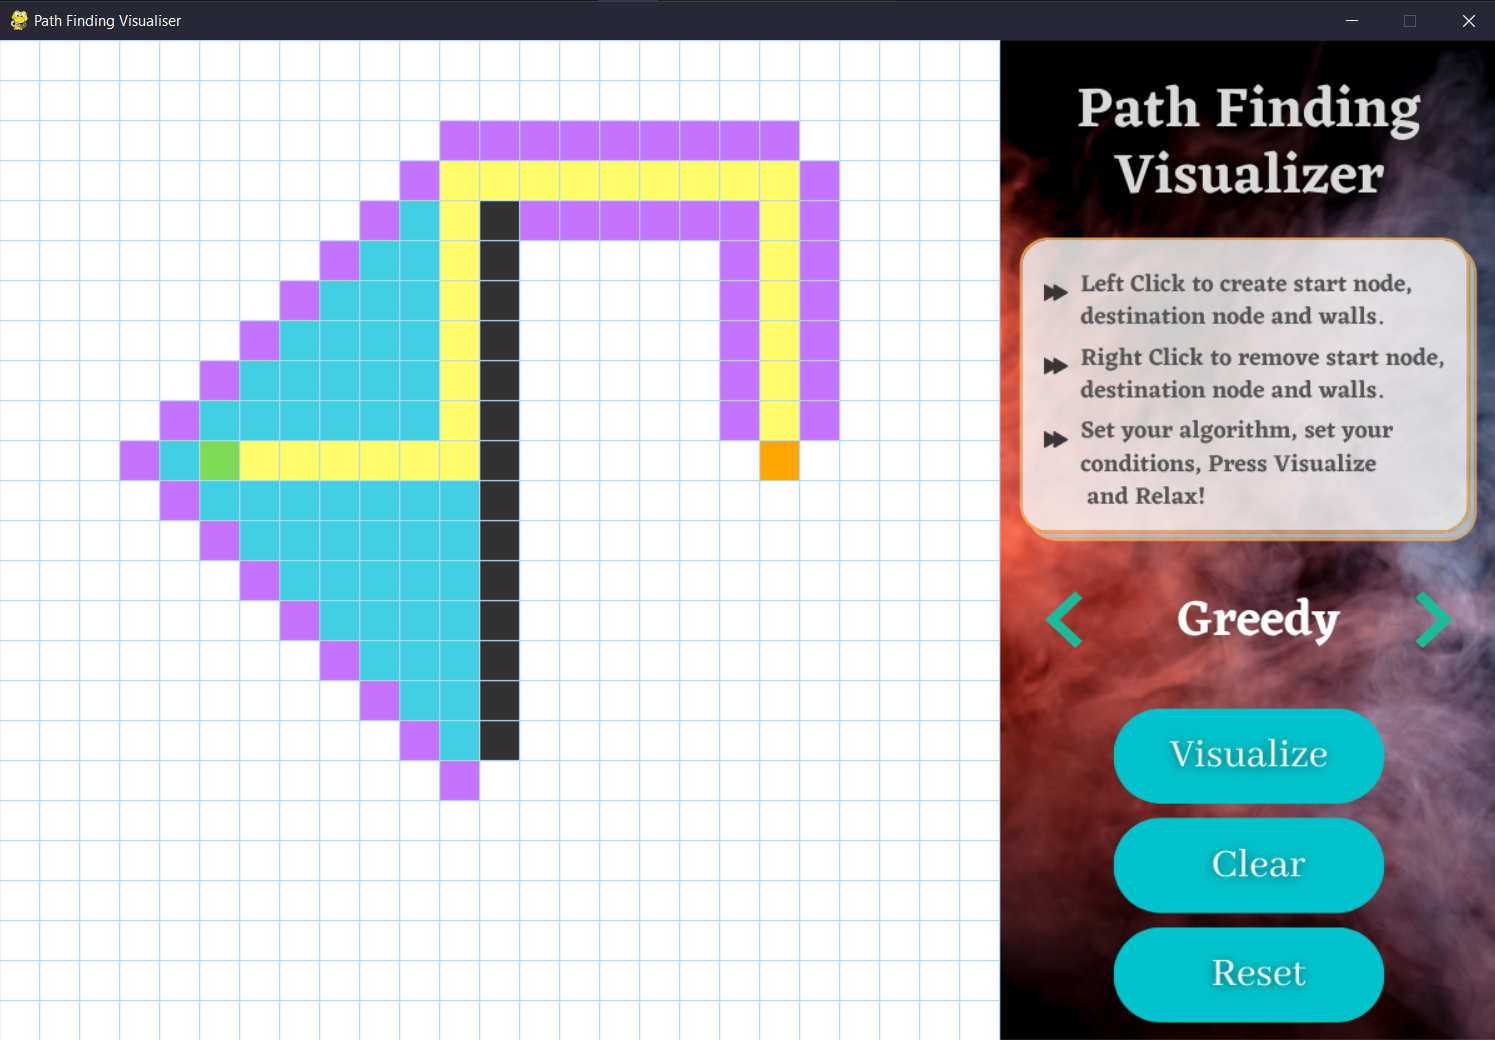 Path Finding Visualiser
Path Finding
Visualizer
Left Click to create start node,
destination node and walls.
Right Click to remove start node,
destination node and walls.
Set your algorithm, set your
conditions, Press Visualize
and Relax!
Greedy
Visualize
Clear
Reset